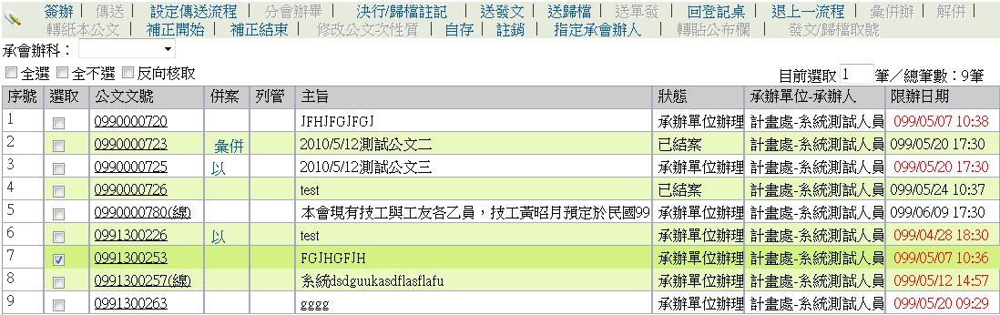 簽辦｜傳送｜設定傳送流程｜分會辦畢｜決行/歸檔註記｜送發文｜送歸檔｜送單發｜回登記桌｜退上一流程｜彙併辦｜解併｜
轉紙本公文｜補正開始｜補正結束｜修改公文次性質｜自存｜註銷｜指定承會辦人｜轉貼公布欄｜發文/歸檔取號
承會辦科：
全選 全不選 反向核取
目前選取 1 筆／總筆數：9筆
序號 選取 公文文號 併案 列管 主旨 狀態 承辦單位-承辦人 限辦日期
1 0990000720 JFHJFGJFGJ 承辦單位辦理 計畫處-系統測試人員 099/05/07 10:38
2 0990000723 彙併 2010/5/12測試公文二 已結案 計畫處-系統測試人員 099/05/20 17:30
3 0990000725 以 2010/5/12測試公文三 承辦單位辦理 計畫處-系統測試人員 099/05/20 17:30
4 0990000726 test 已結案 計畫處-系統測試人員 099/05/24 10:37
5 0990000780(線) 本會現有技工與工友各乙員，技工黃昭月預定於民國99 承辦單位辦理 計畫處-系統測試人員 099/06/09 17:30
6 0991300226 以 test 承辦單位辦理 計畫處-系統測試人員 099/04/28 18:30
7 0991300253 FGJHGFJH 承辦單位辦理 計畫處-系統測試人員 099/05/07 10:36
8 0991300257(線) 系統dsdguukasdflasflafu 承辦單位辦理 計畫處-系統測試人員 099/05/12 14:57
9 0991300263 gggg 承辦單位辦理 計畫處-系統測試人員 099/05/20 09:29